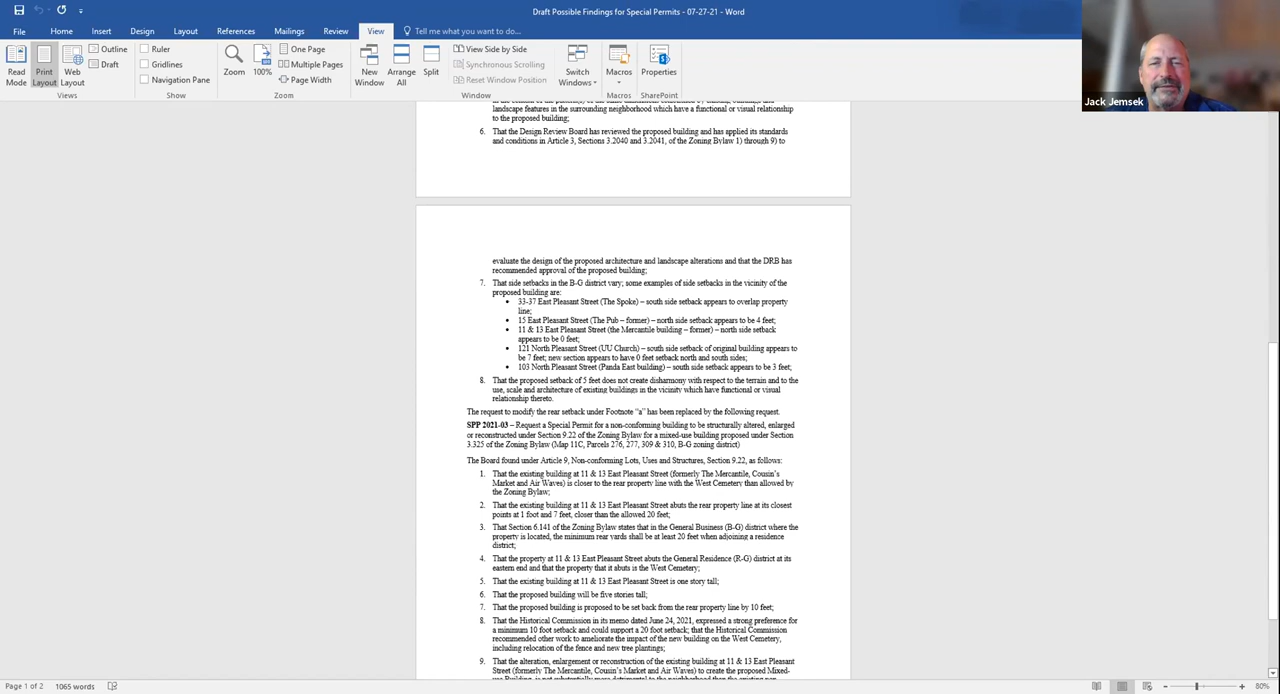 Draft Possible Findings for Special Permits - 07-27-21 - Word
File Home Insert Design Layout References Mailings Review View Tell me what you want to do...
Read Mode
Print Layout
Web Layout
Outline
Draft
Views
Ruler
Gridlines
Navigation Pane
Show
Zoom
100%
One Page
Multiple Pages
Page Width
Zoom
New Window
Arrange All
Split
View Side by Side
Synchronous Scrolling
Reset Window Position
Window
Switch Windows
Macros
Macros
Properties
SharePoint
Jack Jemsek
landscape features in the surrounding neighborhood which have a functional or visual relationship
to the proposed building;
6. That the Design Review Board has reviewed the proposed building and has applied its standards
and conditions in Article 3, Sections 3.2040 and 3.2041, of the Zoning Bylaw 1) through 9) to
evaluate the design of the proposed architecture and landscape alterations and that the DRB has
recommended approval of the proposed building;
7. That side setbacks in the B-G district vary; some examples of side setbacks in the vicinity of the
proposed building are:
• 33-37 East Pleasant Street (The Spoke) – south side setback appears to overlap property
line;
• 15 East Pleasant Street (The Pub – former) – north side setback appears to be 4 feet;
• 11 & 13 East Pleasant Street (the Mercantile building – former) – north side setback
appears to be 0 feet;
• 121 North Pleasant Street (UU Church) – south side setback of original building appears to
be 7 feet; new section appears to have 0 feet setback north and south sides;
• 103 North Pleasant Street (Panda East building) – south side setback appears to be 3 feet;
8. That the proposed setback of 5 feet does not create disharmony with respect to the terrain and to the
use, scale and architecture of existing buildings in the vicinity which have functional or visual
relationship thereto.
The request to modify the rear setback under Footnote “a” has been replaced by the following request.
SPP 2021-03 – Request a Special Permit for a non-conforming building to be structurally altered, enlarged
or reconstructed under Section 9.22 of the Zoning Bylaw for a mixed-use building proposed under Section
3.325 of the Zoning Bylaw (Map 11C, Parcels 276, 277, 309 & 310, B-G zoning district)
The Board found under Article 9, Non-conforming Lots, Uses and Structures, Section 9.22, as follows:
1. That the existing building at 11 & 13 East Pleasant Street (formerly The Mercantile, Cousin’s
Market and Air Waves) is closer to the rear property line with the West Cemetery than allowed by
the Zoning Bylaw;
2. That the existing building at 11 & 13 East Pleasant Street abuts the rear property line at its closest
points at 1 foot and 7 feet, closer than the allowed 20 feet;
3. That Section 6.141 of the Zoning Bylaw states that in the General Business (B-G) district where the
property is located, the minimum rear yards shall be at least 20 feet when adjoining a residence
district;
4. That the property at 11 & 13 East Pleasant Street abuts the General Residence (R-G) district at its
eastern end and that the property that it abuts is the West Cemetery;
5. That the existing building at 11 & 13 East Pleasant Street is one story tall;
6. That the proposed building will be five stories tall;
7. That the proposed building is proposed to be set back from the rear property line by 10 feet;
8. That the Historical Commission in its memo dated June 24, 2021, expressed a strong preference for
a minimum 10 foot setback and could support a 20 foot setback; that the Historical Commission
recommended other work to ameliorate the impact of the new building on the West Cemetery,
including relocation of the fence and new tree plantings;
9. That the alteration, enlargement or reconstruction of the existing building at 11 & 13 East Pleasant
Street (formerly The Mercantile, Cousin’s Market and Air Waves) to create the proposed Mixed-
Page 1 of 2 1065 words
80%